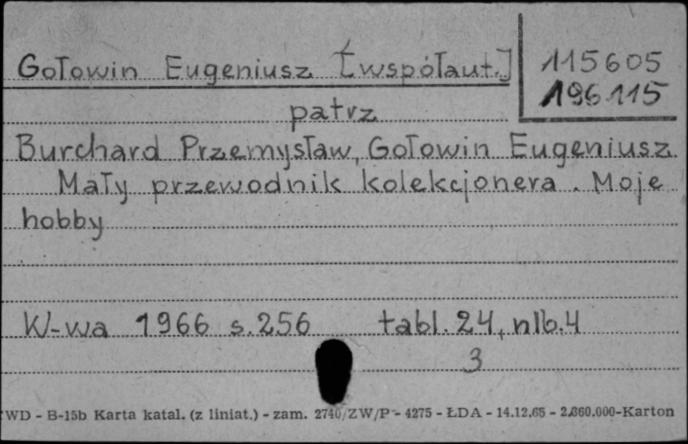 Gołowin Eugeniusz [współaut.]
115605
196.115
patrz
Burchard Przemysław, Gołowin Eugeniusz
Mały przewodnik kolekcjonera. Moje
hobby
W-wa 1966 s.256 tabl.24, nlb.4
3
WD - B-15b Karta katal. (z liniat.) - zam. 2740/ZW/P - 4275 - ŁDA - 14.12.65 - 2.860.000-Karton